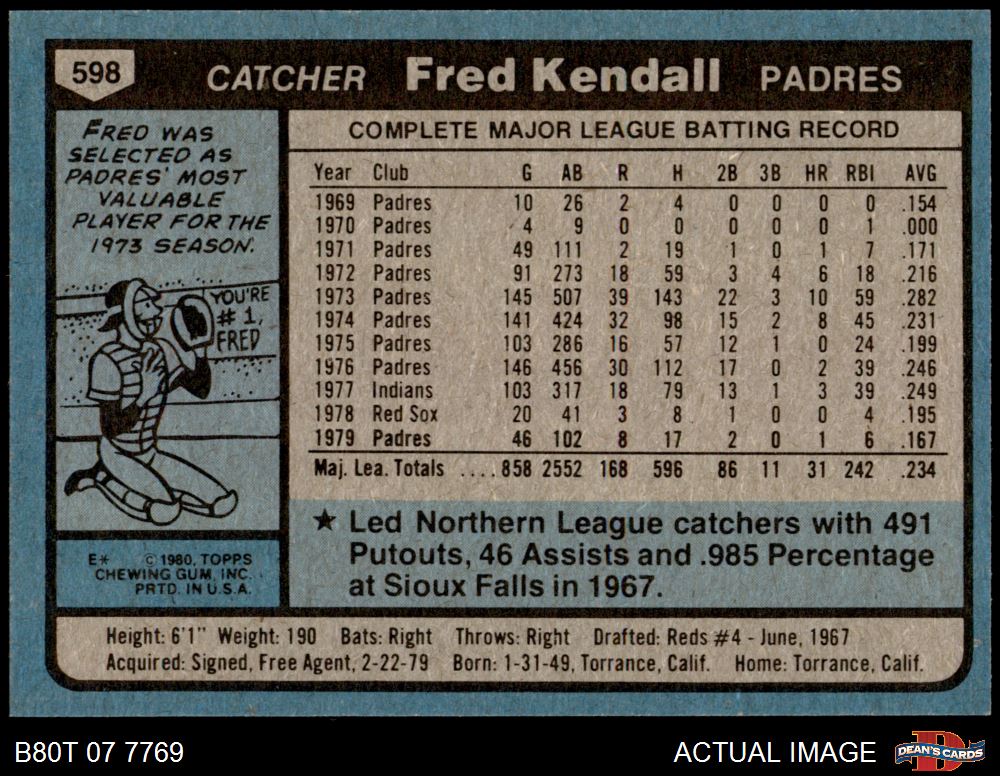 598 CATCHER Fred Kendall PADRES
FRED WAS
SELECTED AS
PADRES' MOST
VALUABLE
PLAYER FOR THE
1973 SEASON.
YOU'RE
# 1,
FRED
E* © 1980, TOPPS
CHEWING GUM, INC.
PRTD. IN U.S.A.
COMPLETE MAJOR LEAGUE BATTING RECORD
Year Club G AB R H 2B 3B HR RBI AVG
1969 Padres 10 26 2 4 0 0 0 0 .154
1970 Padres 4 9 0 0 0 0 0 1 .000
1971 Padres 49 111 2 19 1 0 1 7 .171
1972 Padres 91 273 18 59 3 4 6 18 .216
1973 Padres 145 507 39 143 22 3 10 59 .282
1974 Padres 141 424 32 98 15 2 8 45 .231
1975 Padres 103 286 16 57 12 1 0 24 .199
1976 Padres 146 456 30 112 17 0 2 39 .246
1977 Indians 103 317 18 79 13 1 3 39 .249
1978 Red Sox 20 41 3 8 1 0 0 4 .195
1979 Padres 46 102 8 17 2 0 1 6 .167
Maj. Lea. Totals ....858 2552 168 596 86 11 31 242 .234
★ Led Northern League catchers with 491
Putouts, 46 Assists and .985 Percentage
at Sioux Falls in 1967.
Height: 6'1" Weight: 190 Bats: Right Throws: Right Drafted: Reds #4 - June, 1967
Acquired: Signed, Free Agent, 2-22-79 Born: 1-31-49, Torrance, Calif. Home: Torrance, Calif.
B80T 07 7769 ACTUAL IMAGE D DEAN'S CARDS